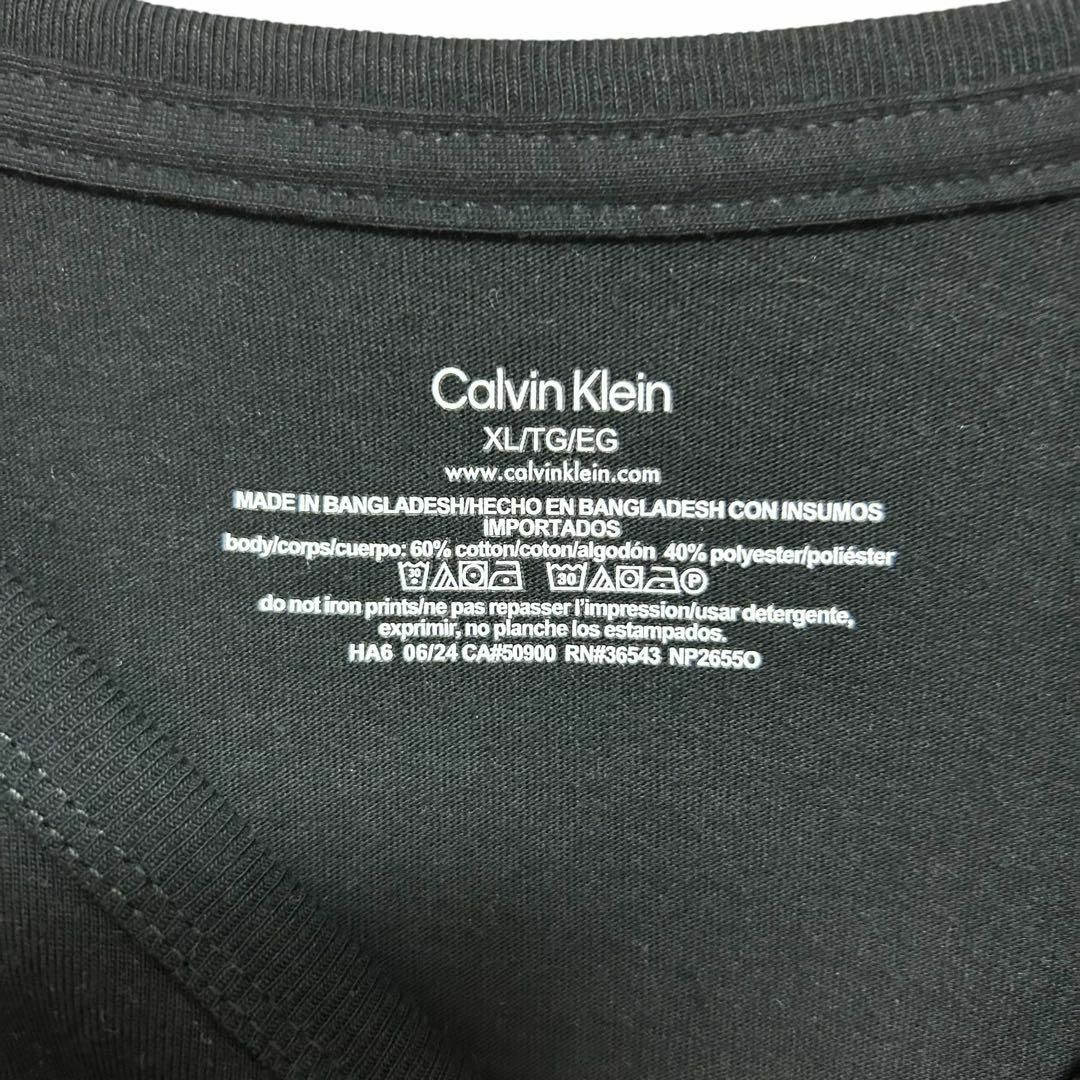 Calvin Klein
XL/TG/EG
www.calvinklein.com
MADE IN BANGLADESH/HECHO EN BANGLADESH CON INSUMOS
IMPORTADOS
body/corps/cuerpo: 60% cotton/coton/algodón 40% polyester/poliéster
30 30 P
do not iron prints/ne pas repasser l'impression/usar detergente,
exprimir, no planche los estampados.
HA6 06/24 CA#50900 RN#36543 NP2655O